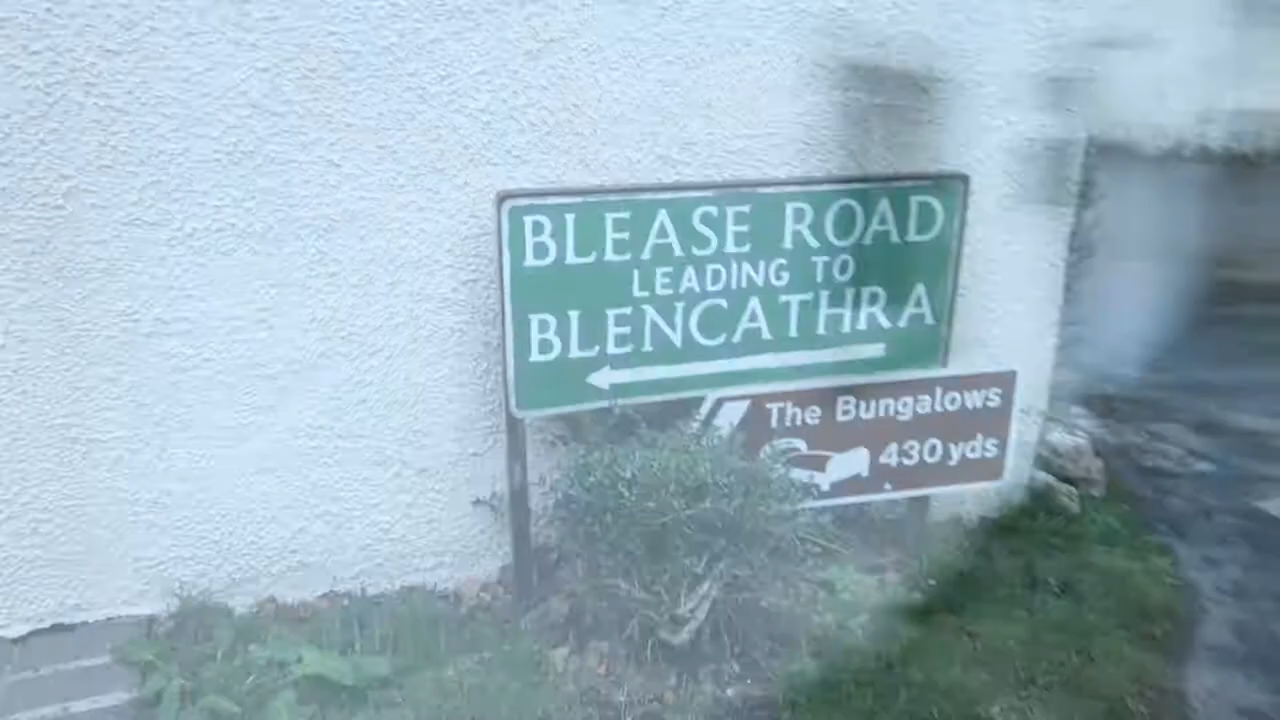 BLEASE ROAD
LEADING TO
BLENCATHRA
The Bungalows
430 yds